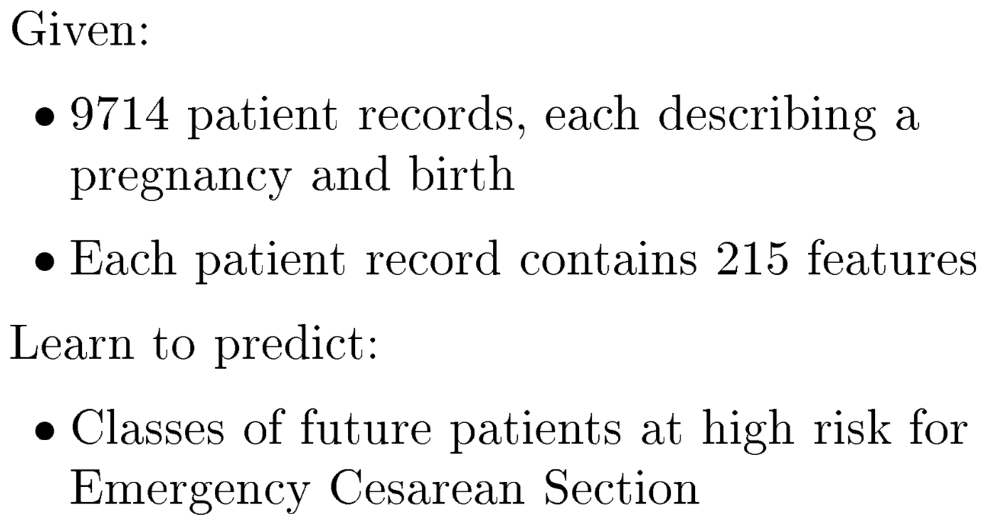 Given:
• 9714 patient records, each describing a
pregnancy and birth
• Each patient record contains 215 features
Learn to predict:
• Classes of future patients at high risk for
Emergency Cesarean Section